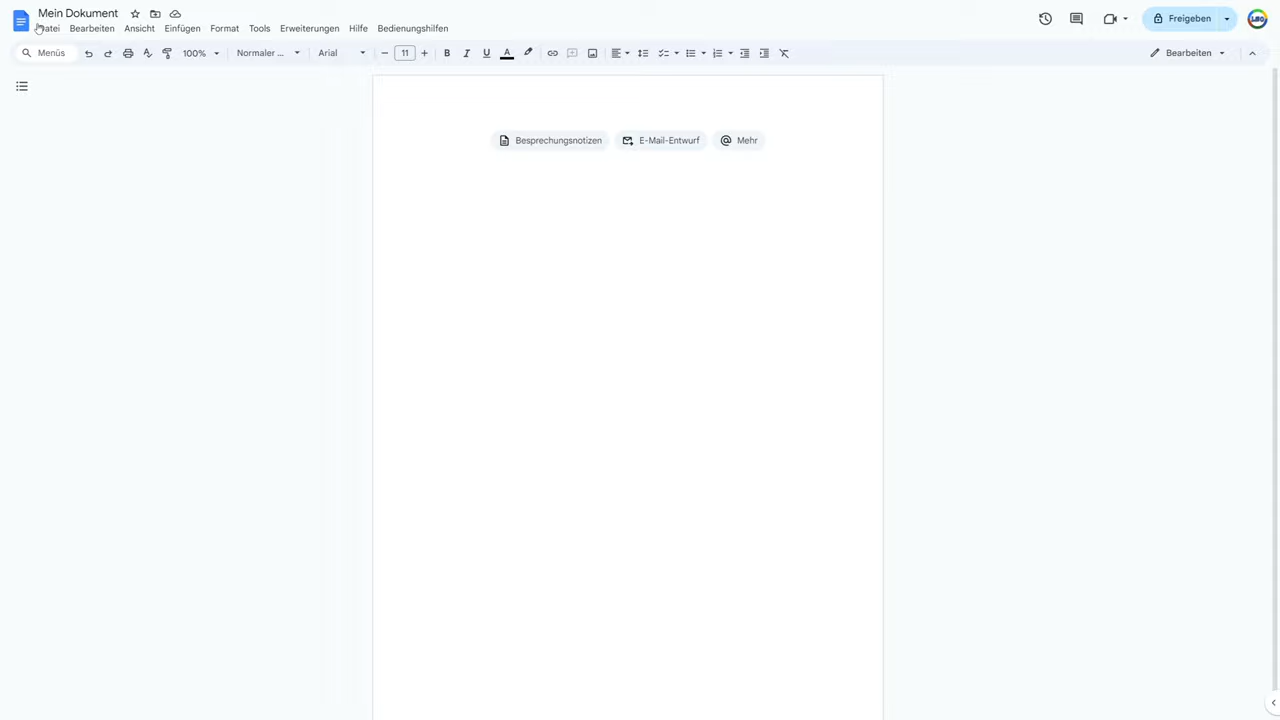 Mein Dokument
Datei Bearbeiten Ansicht Einfügen Format Tools Erweiterungen Hilfe Bedienungshilfen
Freigeben
Menüs 100% Normaler ... Arial 11 B I U A Bearbeiten
Besprechungsnotizen E-Mail-Entwurf Mehr